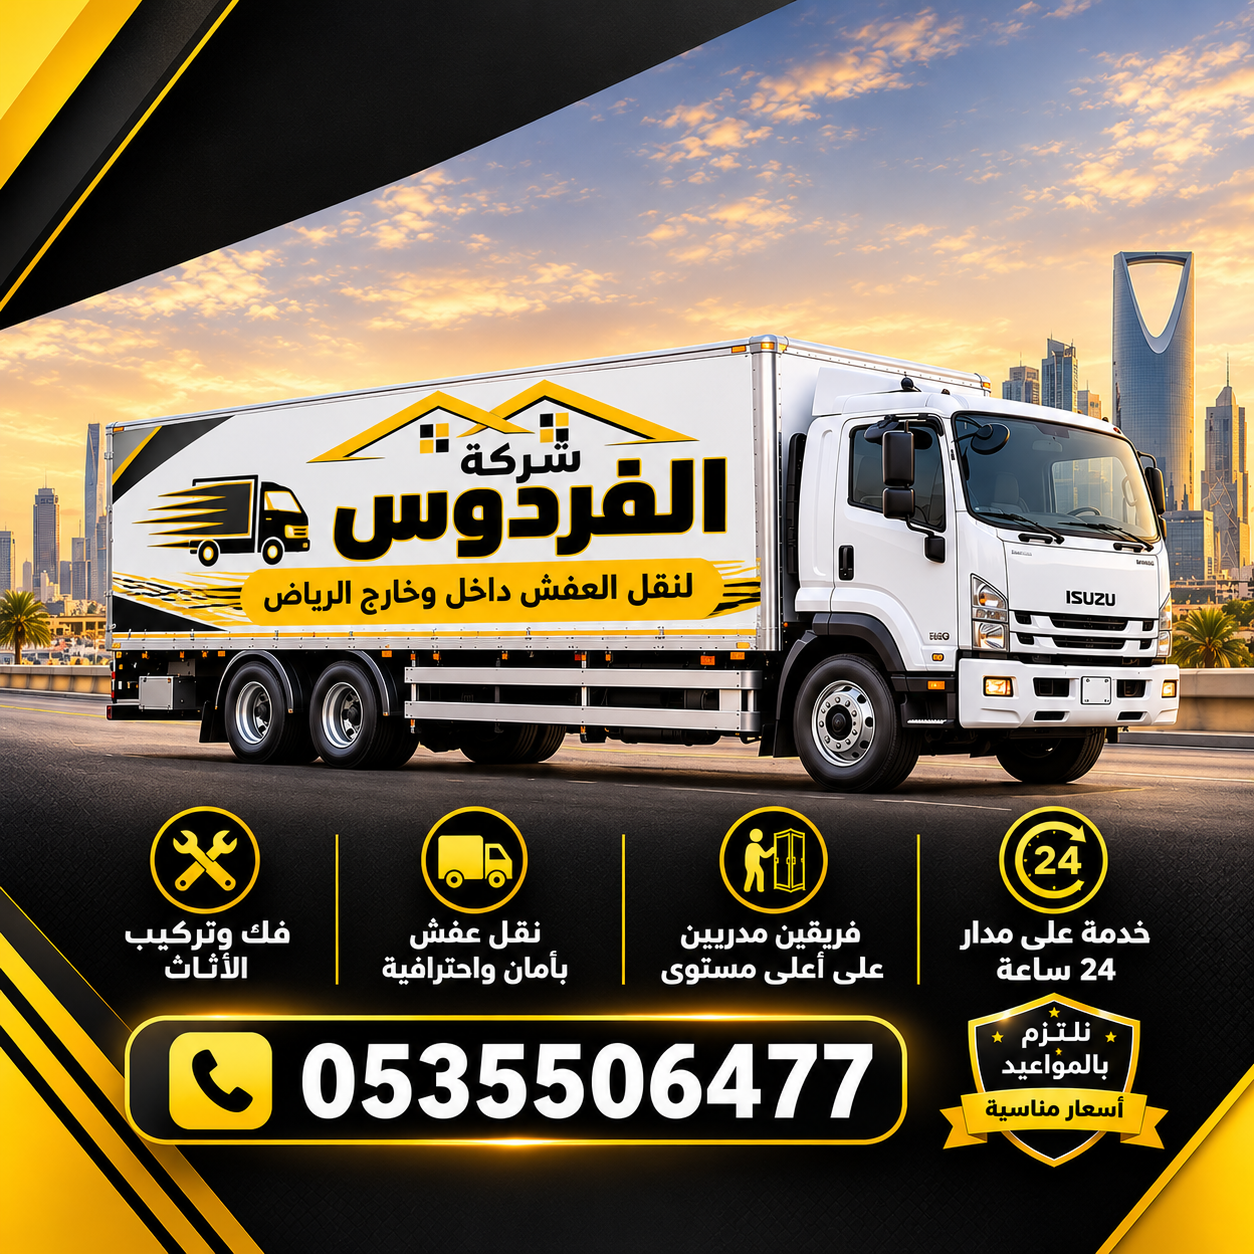 شركة
الفردوس
لنقل العفش داخل وخارج الرياض
ISUZU
24
خدمة على مدار
24 ساعة
فريقين مدربين
على أعلى مستوى
نقل عفش
بأمان واحترافية
فك وتركيب
الأثاث
0535506477
نلتزم
بالمواعيد
أسعار مناسبة